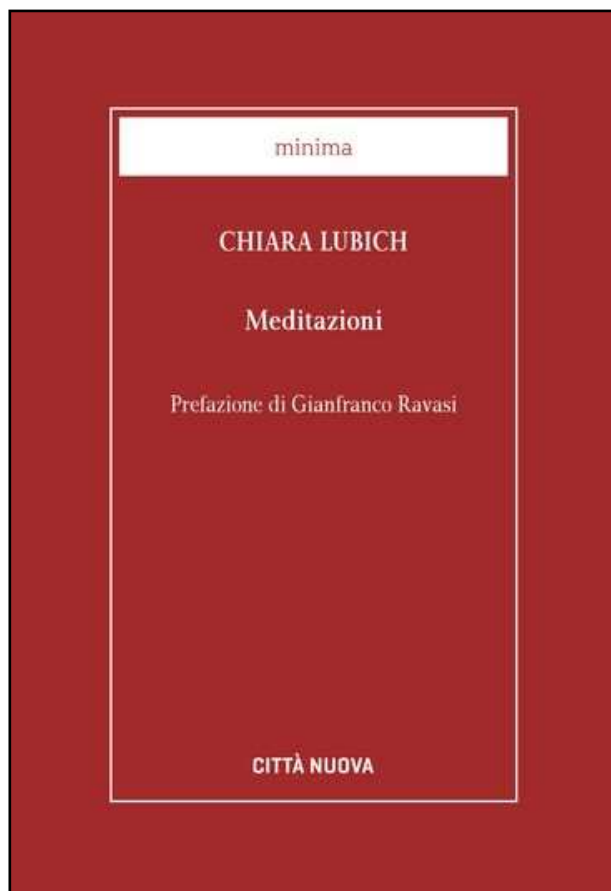 minima
CHIARA LUBICH
Meditazioni
Prefazione di Gianfranco Ravasi
CITTÀ NUOVA